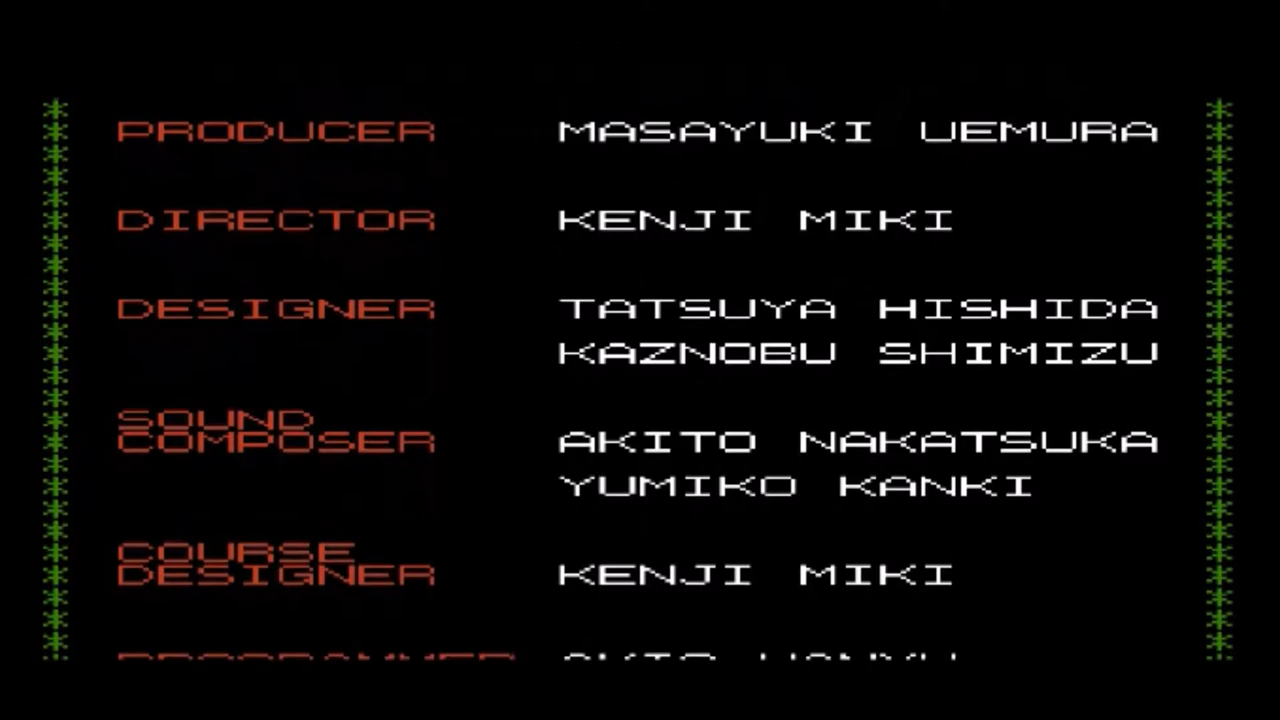 PRODUCER MASAYUKI UEMURA
DIRECTOR KENJI MIKI
DESIGNER TATSUYA HISHIDA
KAZNOBU SHIMIZU
SOUND
COMPOSER AKITO NAKATSUKA
YUMIKO KANKI
COURSE
DESIGNER KENJI MIKI
PROGRAMMER